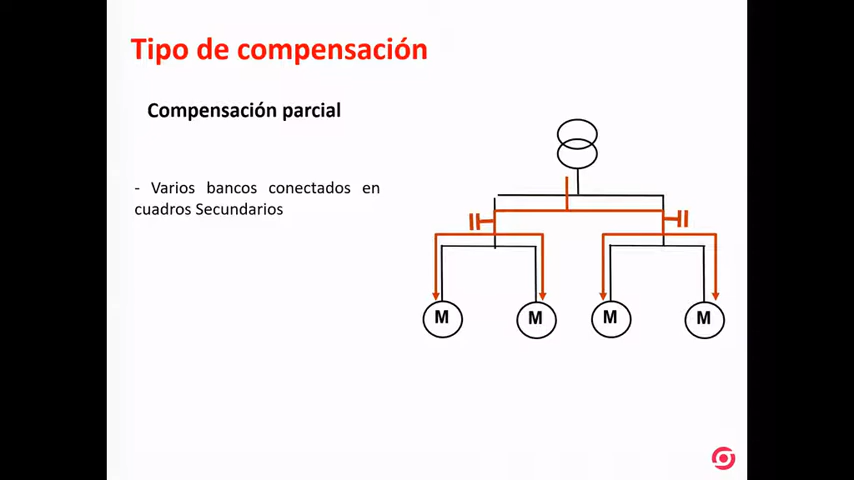 Tipo de compensación
Compensación parcial
- Varios bancos conectados en
cuadros Secundarios
M M M M